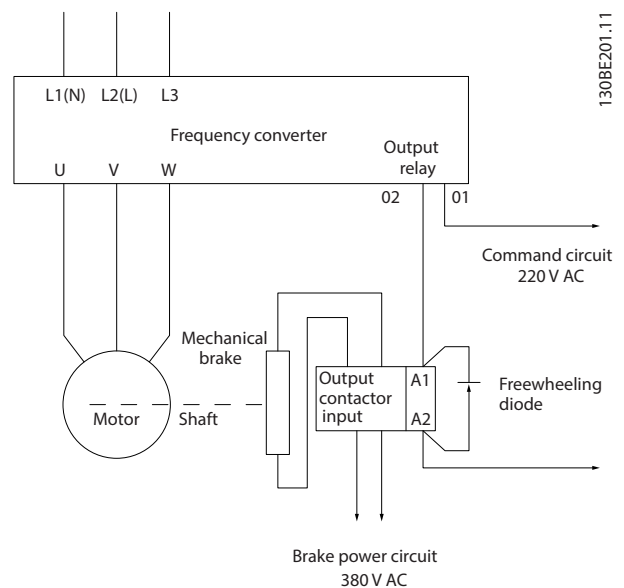 130BE201.11
L1(N) L2(L) L3
Frequency converter
Output
relay
U V W
02 01
Command circuit
220 V AC
Mechanical
brake
Output
contactor
input
A1
A2
Freewheeling
diode
Motor
Shaft
Brake power circuit
380 V AC